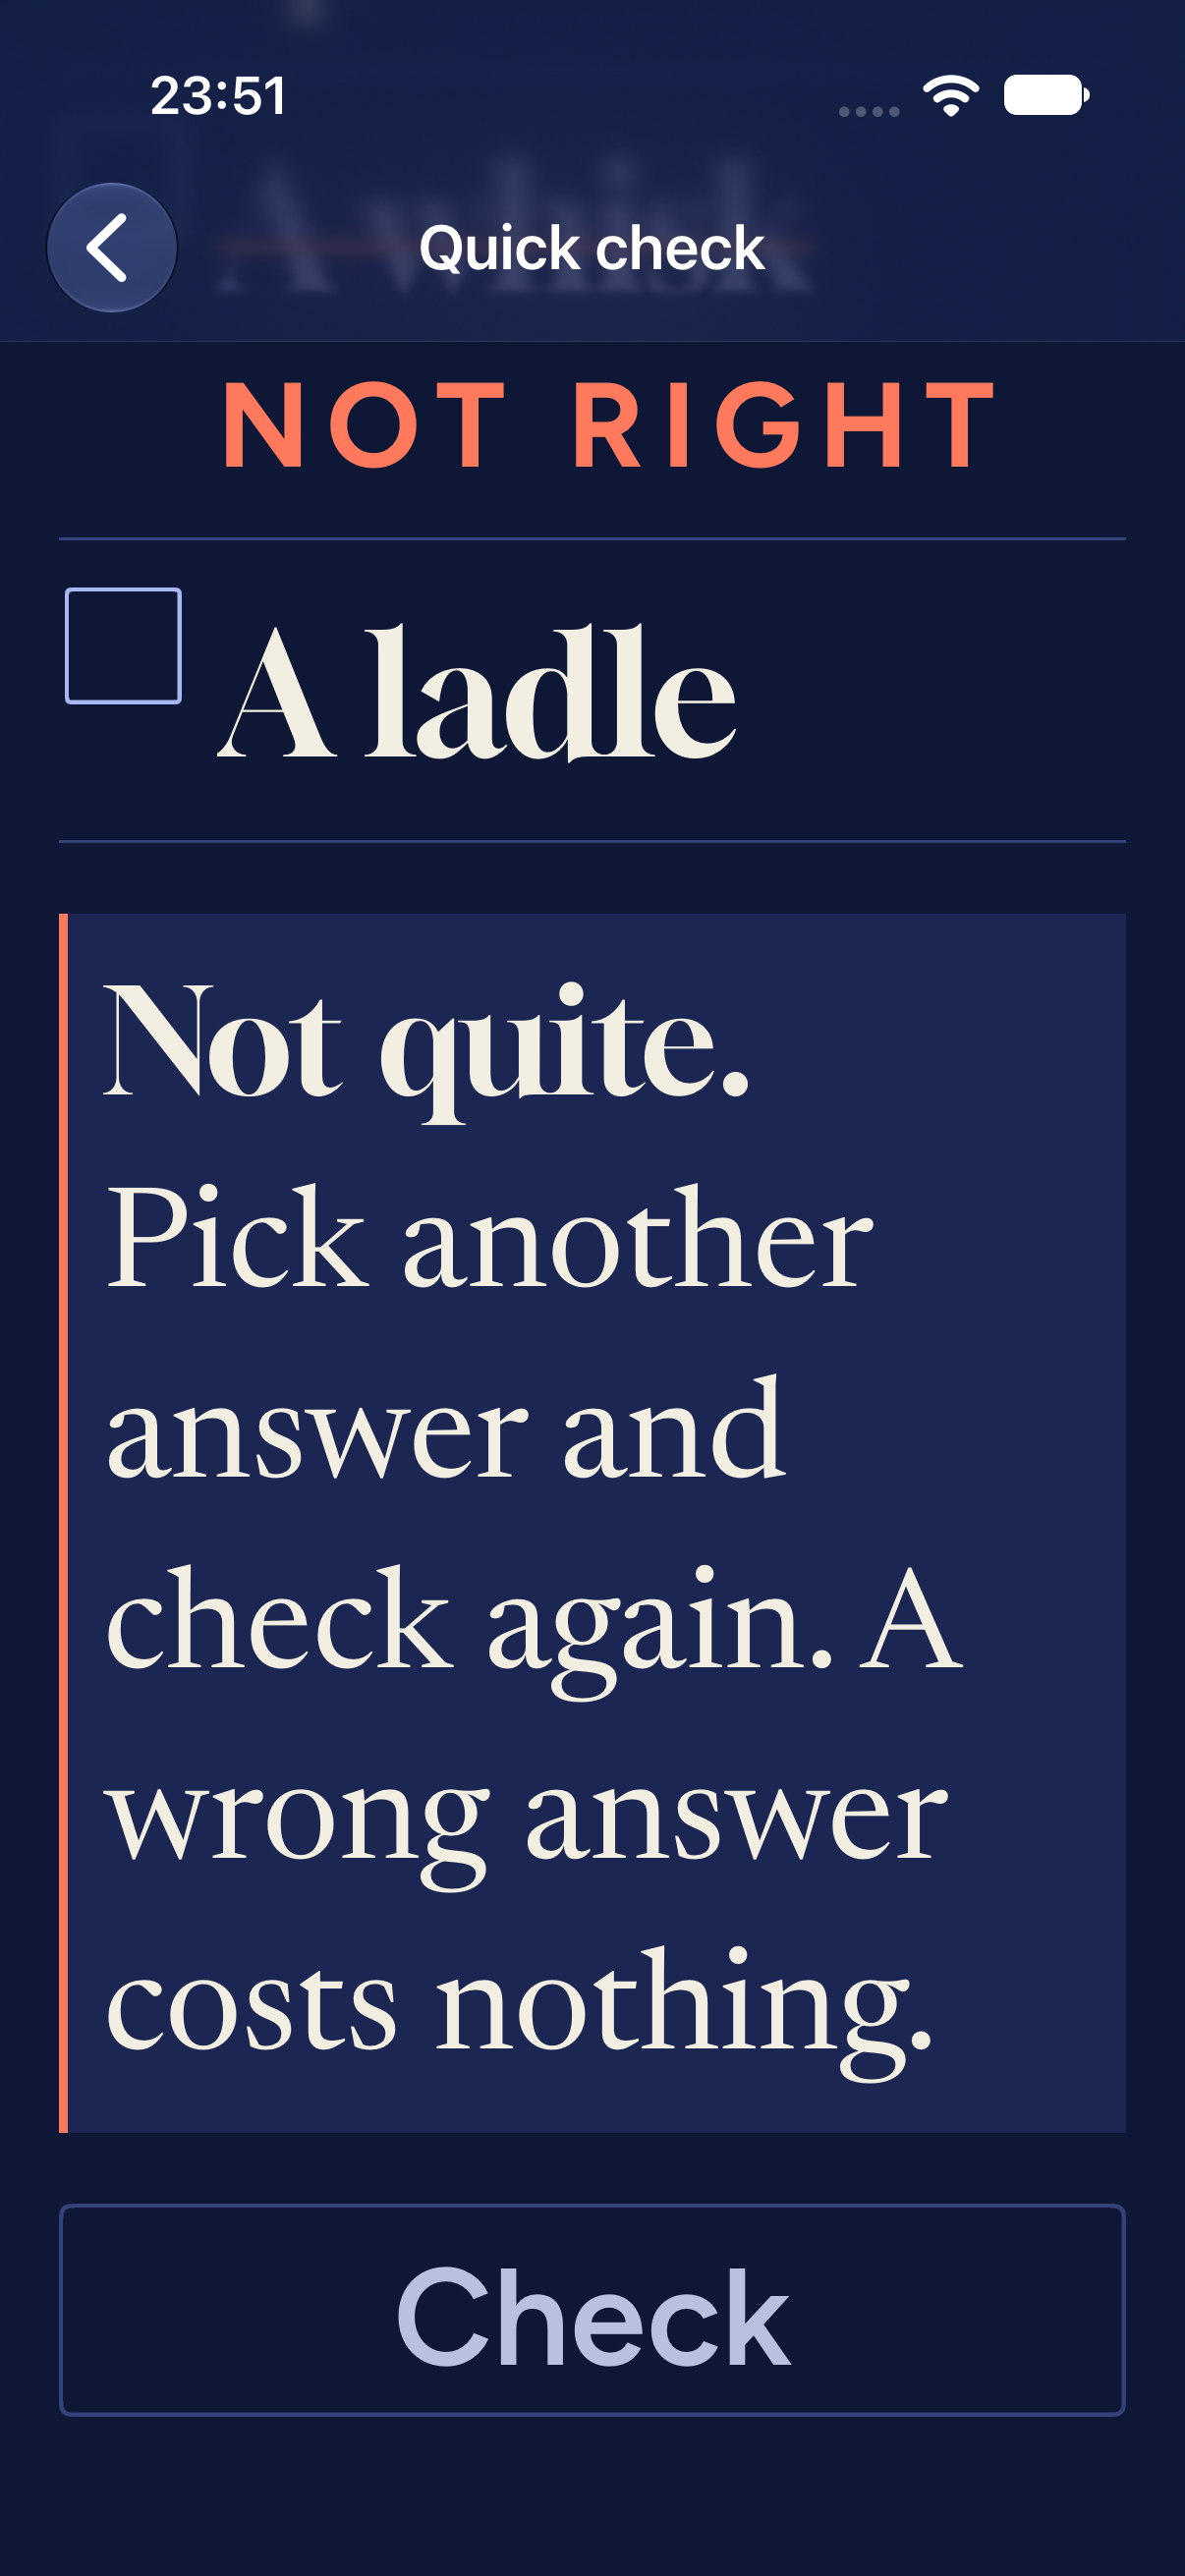 23:51
A whisk
Quick check
NOT RIGHT
A ladle
Not quite.
Pick another
answer and
check again. A
wrong answer
costs nothing.
Check